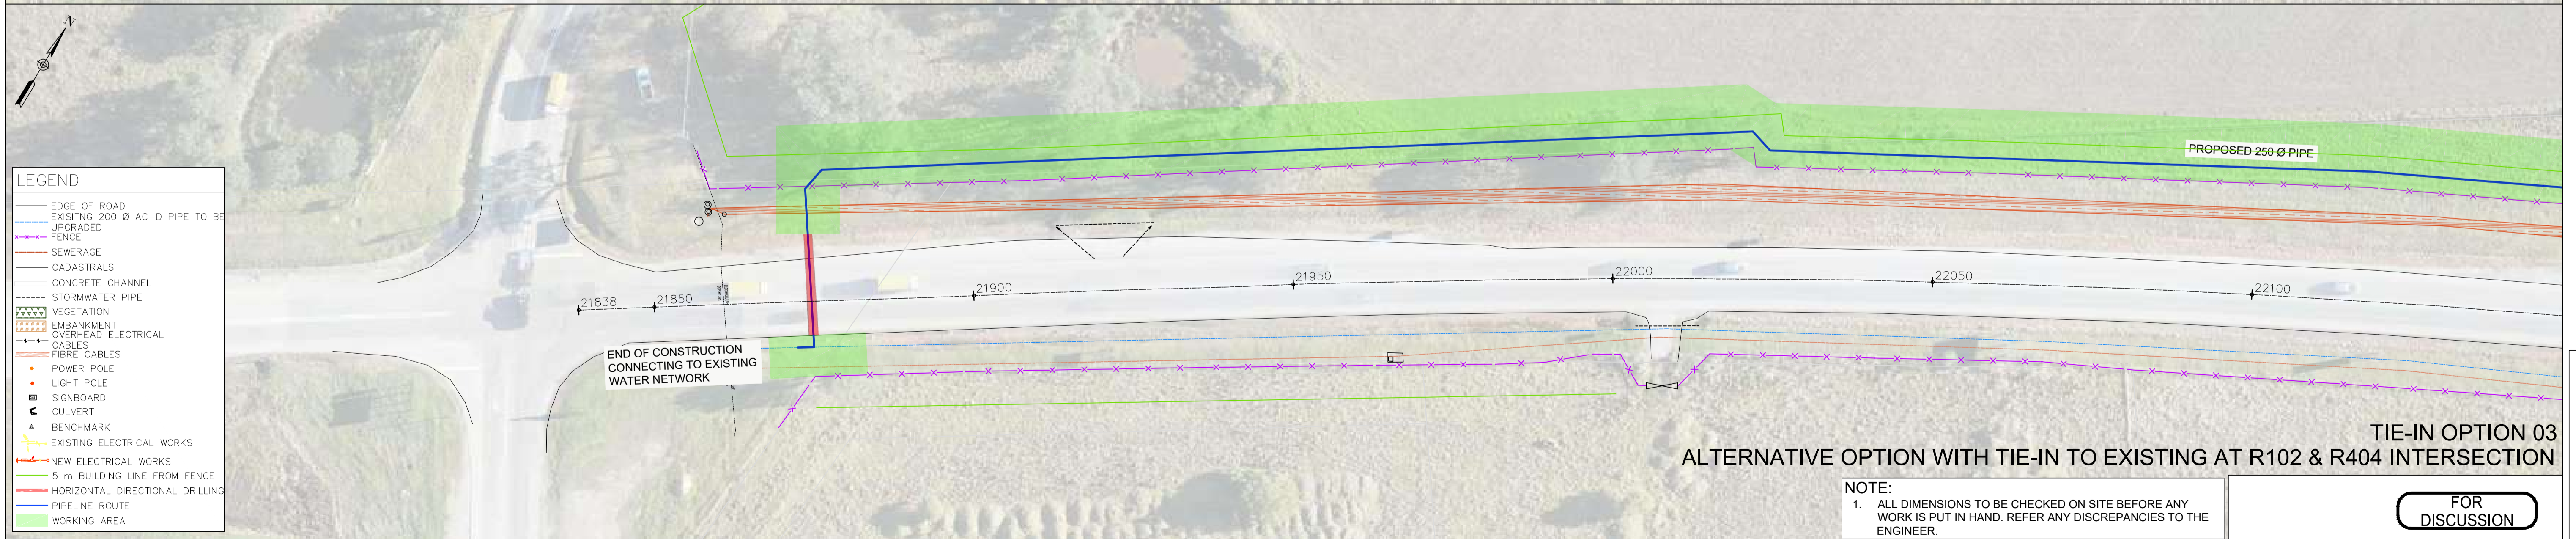 N
LEGEND
EDGE OF ROAD
EXISITNG 200 Ø AC-D PIPE TO BE
UPGRADED
FENCE
SEWERAGE
CADASTRALS
CONCRETE CHANNEL
STORMWATER PIPE
VEGETATION
EMBANKMENT
OVERHEAD ELECTRICAL
CABLES
FIBRE CABLES
POWER POLE
LIGHT POLE
SIGNBOARD
CULVERT
BENCHMARK
EXISTING ELECTRICAL WORKS
NEW ELECTRICAL WORKS
5 m BUILDING LINE FROM FENCE
HORIZONTAL DIRECTIONAL DRILLING
PIPELINE ROUTE
WORKING AREA
PROPOSED 250 Ø PIPE
21838
21850
21900
21950
22000
22050
22100
END OF CONSTRUCTION
CONNECTING TO EXISTING
WATER NETWORK
TIE-IN OPTION 03
ALTERNATIVE OPTION WITH TIE-IN TO EXISTING AT R102 & R404 INTERSECTION
NOTE:
1. ALL DIMENSIONS TO BE CHECKED ON SITE BEFORE ANY
WORK IS PUT IN HAND. REFER ANY DISCREPANCIES TO THE
ENGINEER.
FOR
DISCUSSION